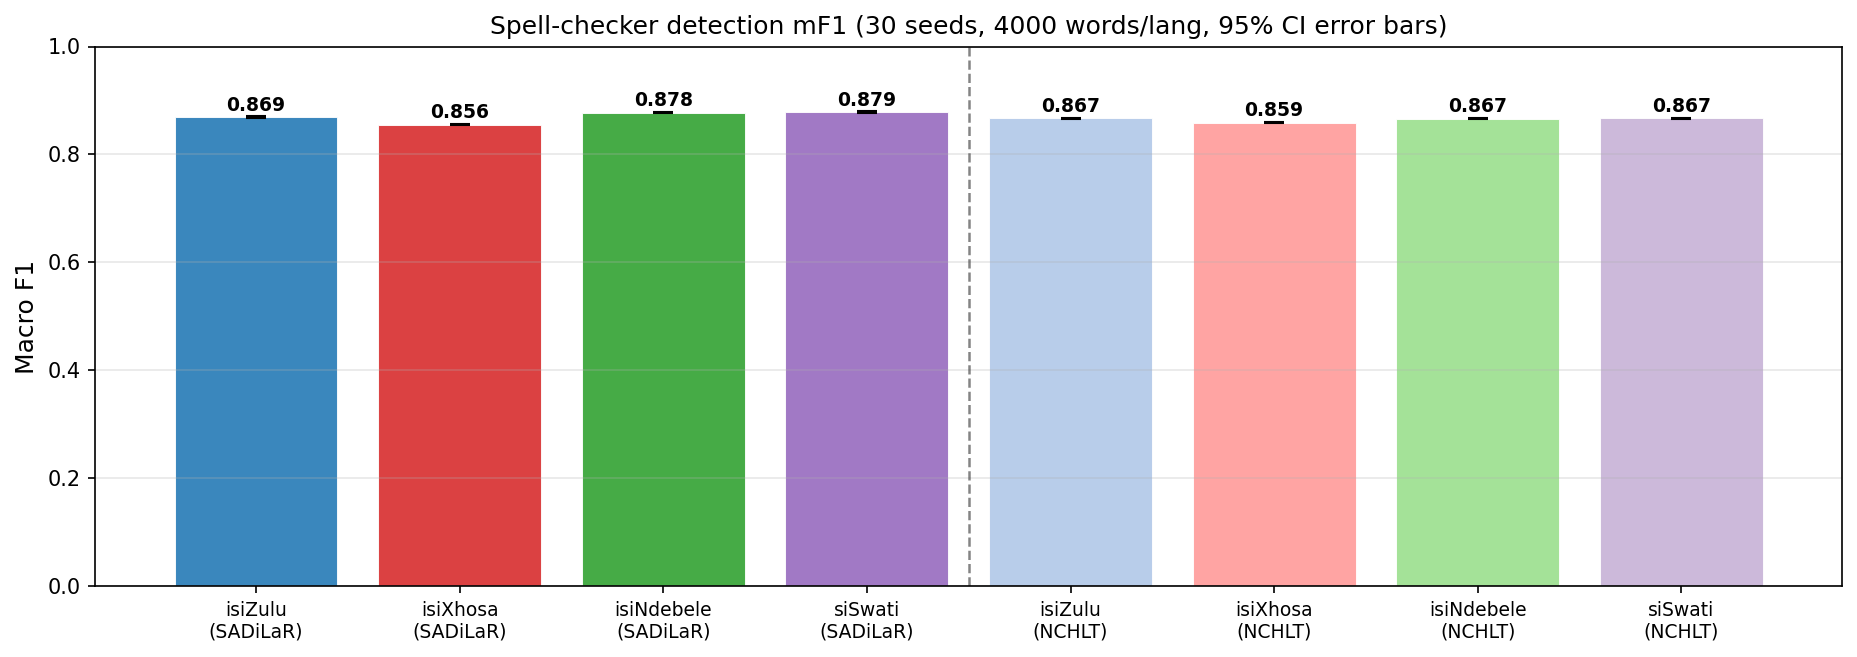 Spell-checker detection mF1 (30 seeds, 4000 words/lang, 95% CI error bars)
Macro F1
1.0
0.8
0.6
0.4
0.2
0.0
0.869
0.856
0.878
0.879
0.867
0.859
0.867
0.867
isiZulu
(SADiLaR)
isiXhosa
(SADiLaR)
isiNdebele
(SADiLaR)
siSwati
(SADiLaR)
isiZulu
(NCHLT)
isiXhosa
(NCHLT)
isiNdebele
(NCHLT)
siSwati
(NCHLT)